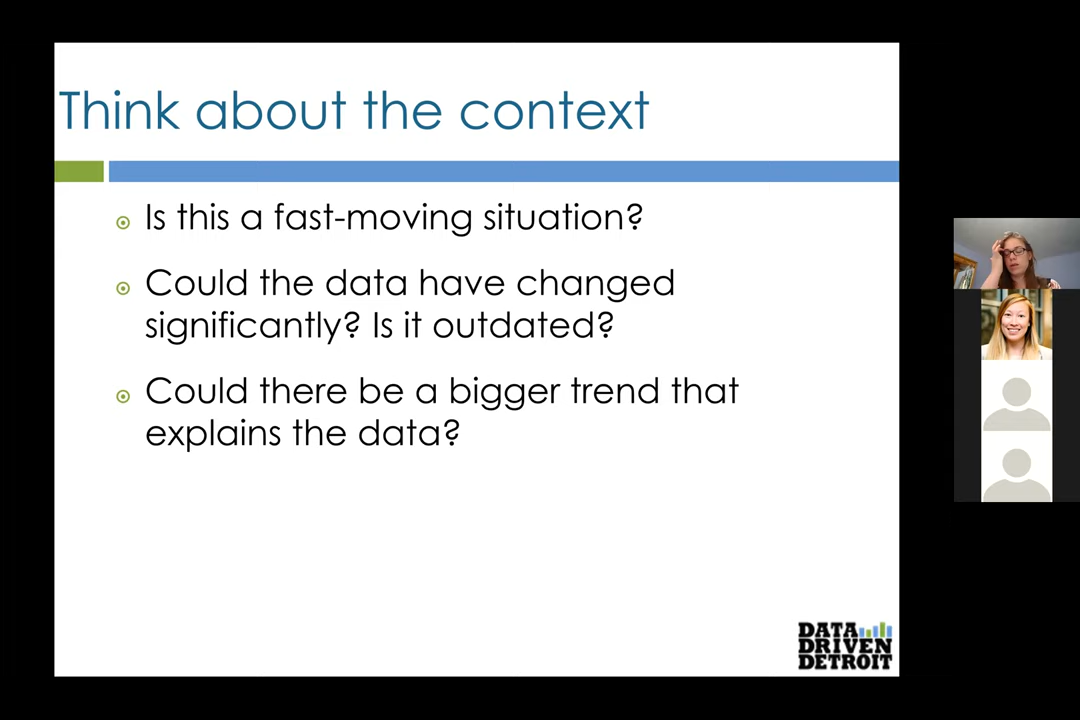 Think about the context
Is this a fast-moving situation?
Could the data have changed
significantly? Is it outdated?
Could there be a bigger trend that
explains the data?
DATA
DRIVEN
DETROIT